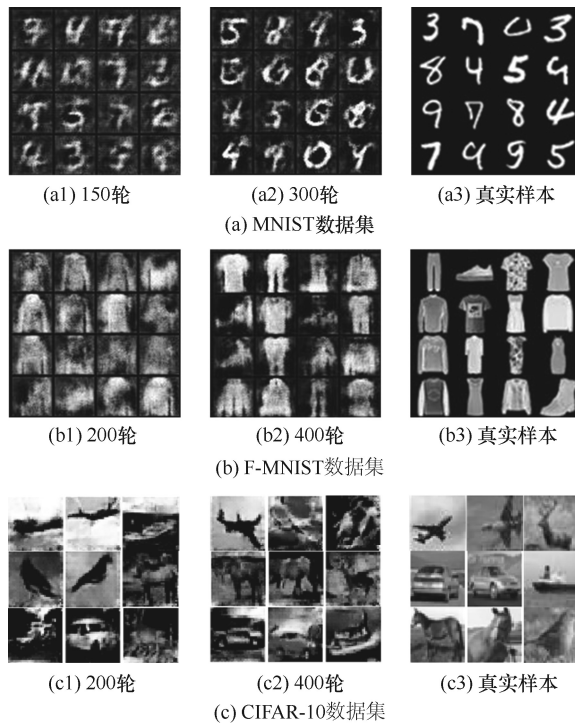 (a1) 150轮 (a2) 300轮 (a3) 真实样本
(a) MNIST数据集
(b1) 200轮 (b2) 400轮 (b3) 真实样本
(b) F-MNIST数据集
(c1) 200轮 (c2) 400轮 (c3) 真实样本
(c) CIFAR-10数据集